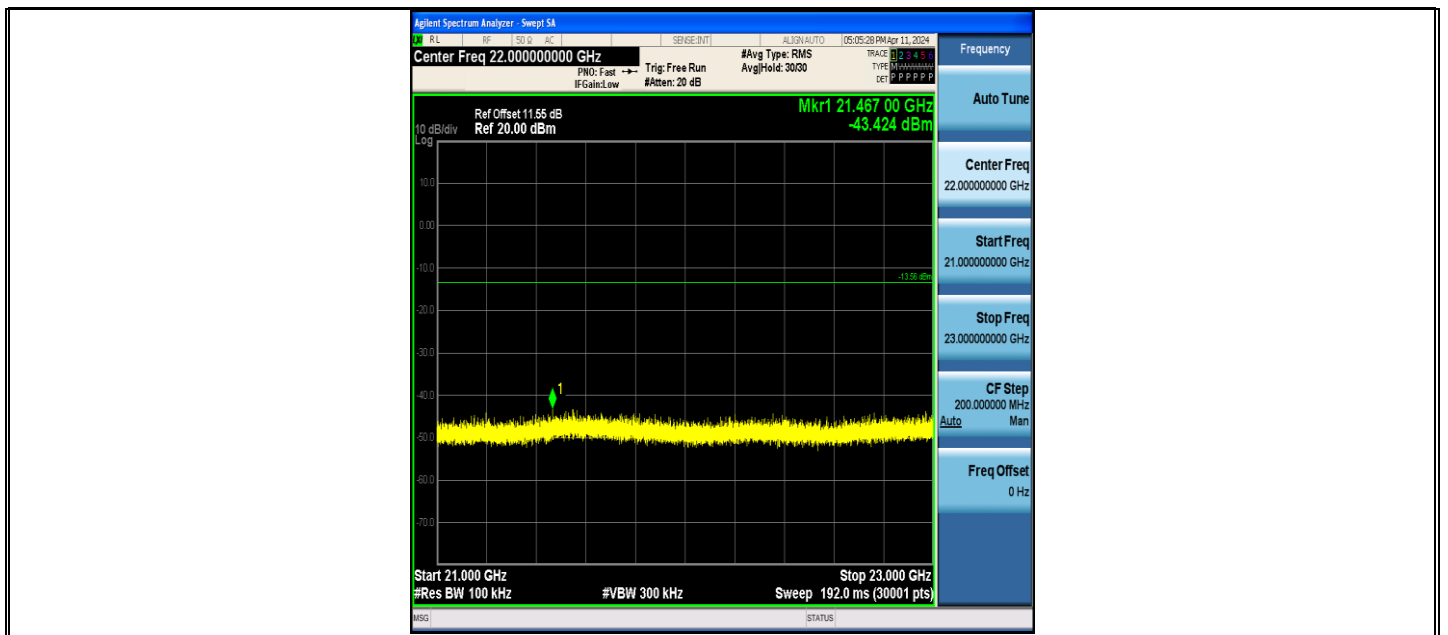 Agilent Spectrum Analyzer - Swept SA
RL RF 50 Ω AC SENSE:INT ALIGN AUTO 05:05:28 PM Apr 11, 2024
Center Freq 22.000000000 GHz
PNO: Fast
IFGain:Low
Trig: Free Run
#Atten: 20 dB
#Avg Type: RMS
Avg|Hold: 30/30
TRACE 1 2 3 4 5 6
TYPE M
DET P P P P P P
Mkr1 21.467 00 GHz
-43.424 dBm
Ref Offset 11.55 dB
10 dB/div Ref 20.00 dBm
Log
10.0
0.00
-10.0
-13.56 dBm
-20.0
-30.0
1
-40.0
-50.0
-60.0
-70.0
Start 21.000 GHz Stop 23.000 GHz
#Res BW 100 kHz #VBW 300 kHz Sweep 192.0 ms (30001 pts)
MSG STATUS
Frequency
Auto Tune
Center Freq
22.000000000 GHz
Start Freq
21.000000000 GHz
Stop Freq
23.000000000 GHz
CF Step
200.000000 MHz
Auto Man
Freq Offset
0 Hz